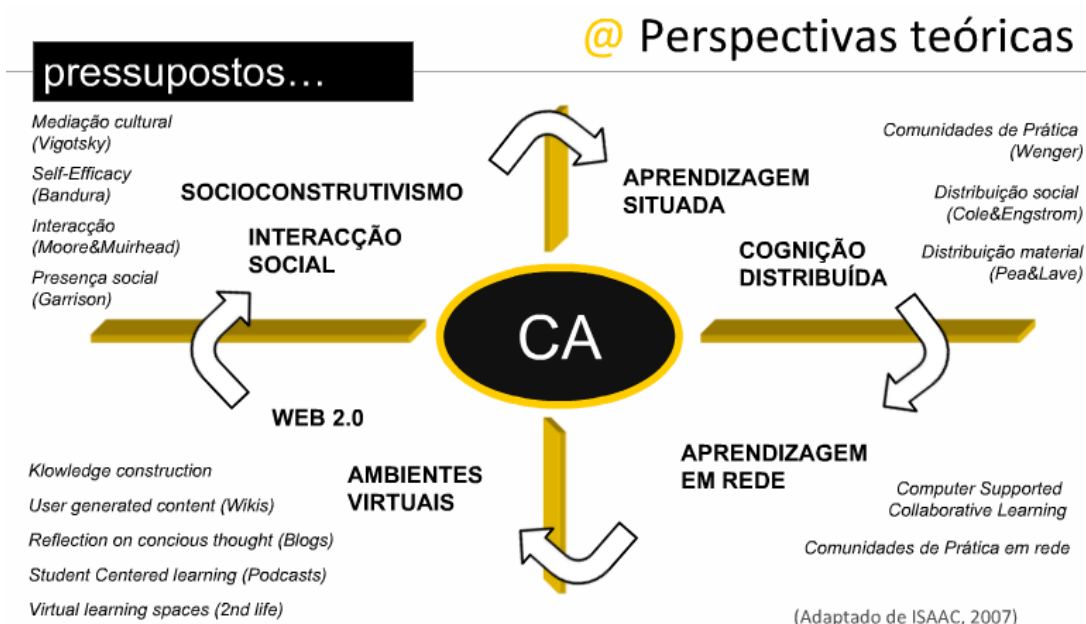 @ Perspectivas teóricas
pressupostos...
Mediação cultural
(Vigotsky)
Self-Efficacy
(Bandura)
Interacção
(Moore&Muirhead)
Presença social
(Garrison)
SOCIOCONSTRUTIVISMO
INTERACÇÃO
SOCIAL
APRENDIZAGEM
SITUADA
COGNIÇÃO
DISTRIBUÍDA
Comunidades de Prática
(Wenger)
Distribuição social
(Cole&Engstrom)
Distribuição material
(Pea&Lave)
CA
WEB 2.0
AMBIENTES
VIRTUAIS
Klowledge construction
User generated content (Wikis)
Reflection on concious thought (Blogs)
Student Centered learning (Podcasts)
Virtual learning spaces (2nd life)
APRENDIZAGEM
EM REDE
Computer Supported
Collaborative Learning
Comunidades de Prática em rede
(Adaptado de ISAAC, 2007)